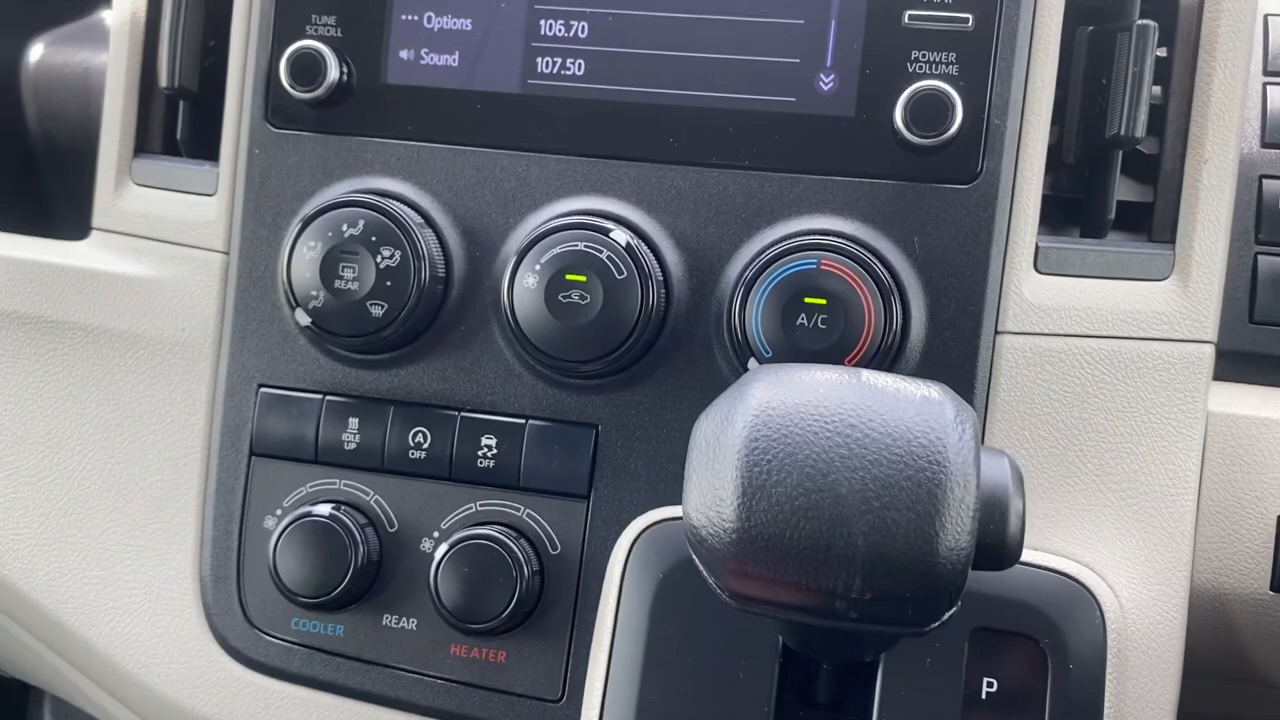 TUNE
SCROLL
Options
106.70
Sound
107.50
POWER
VOLUME
REAR
A/C
IDLE
UP
A
OFF
OFF
COOLER
REAR
HEATER
P